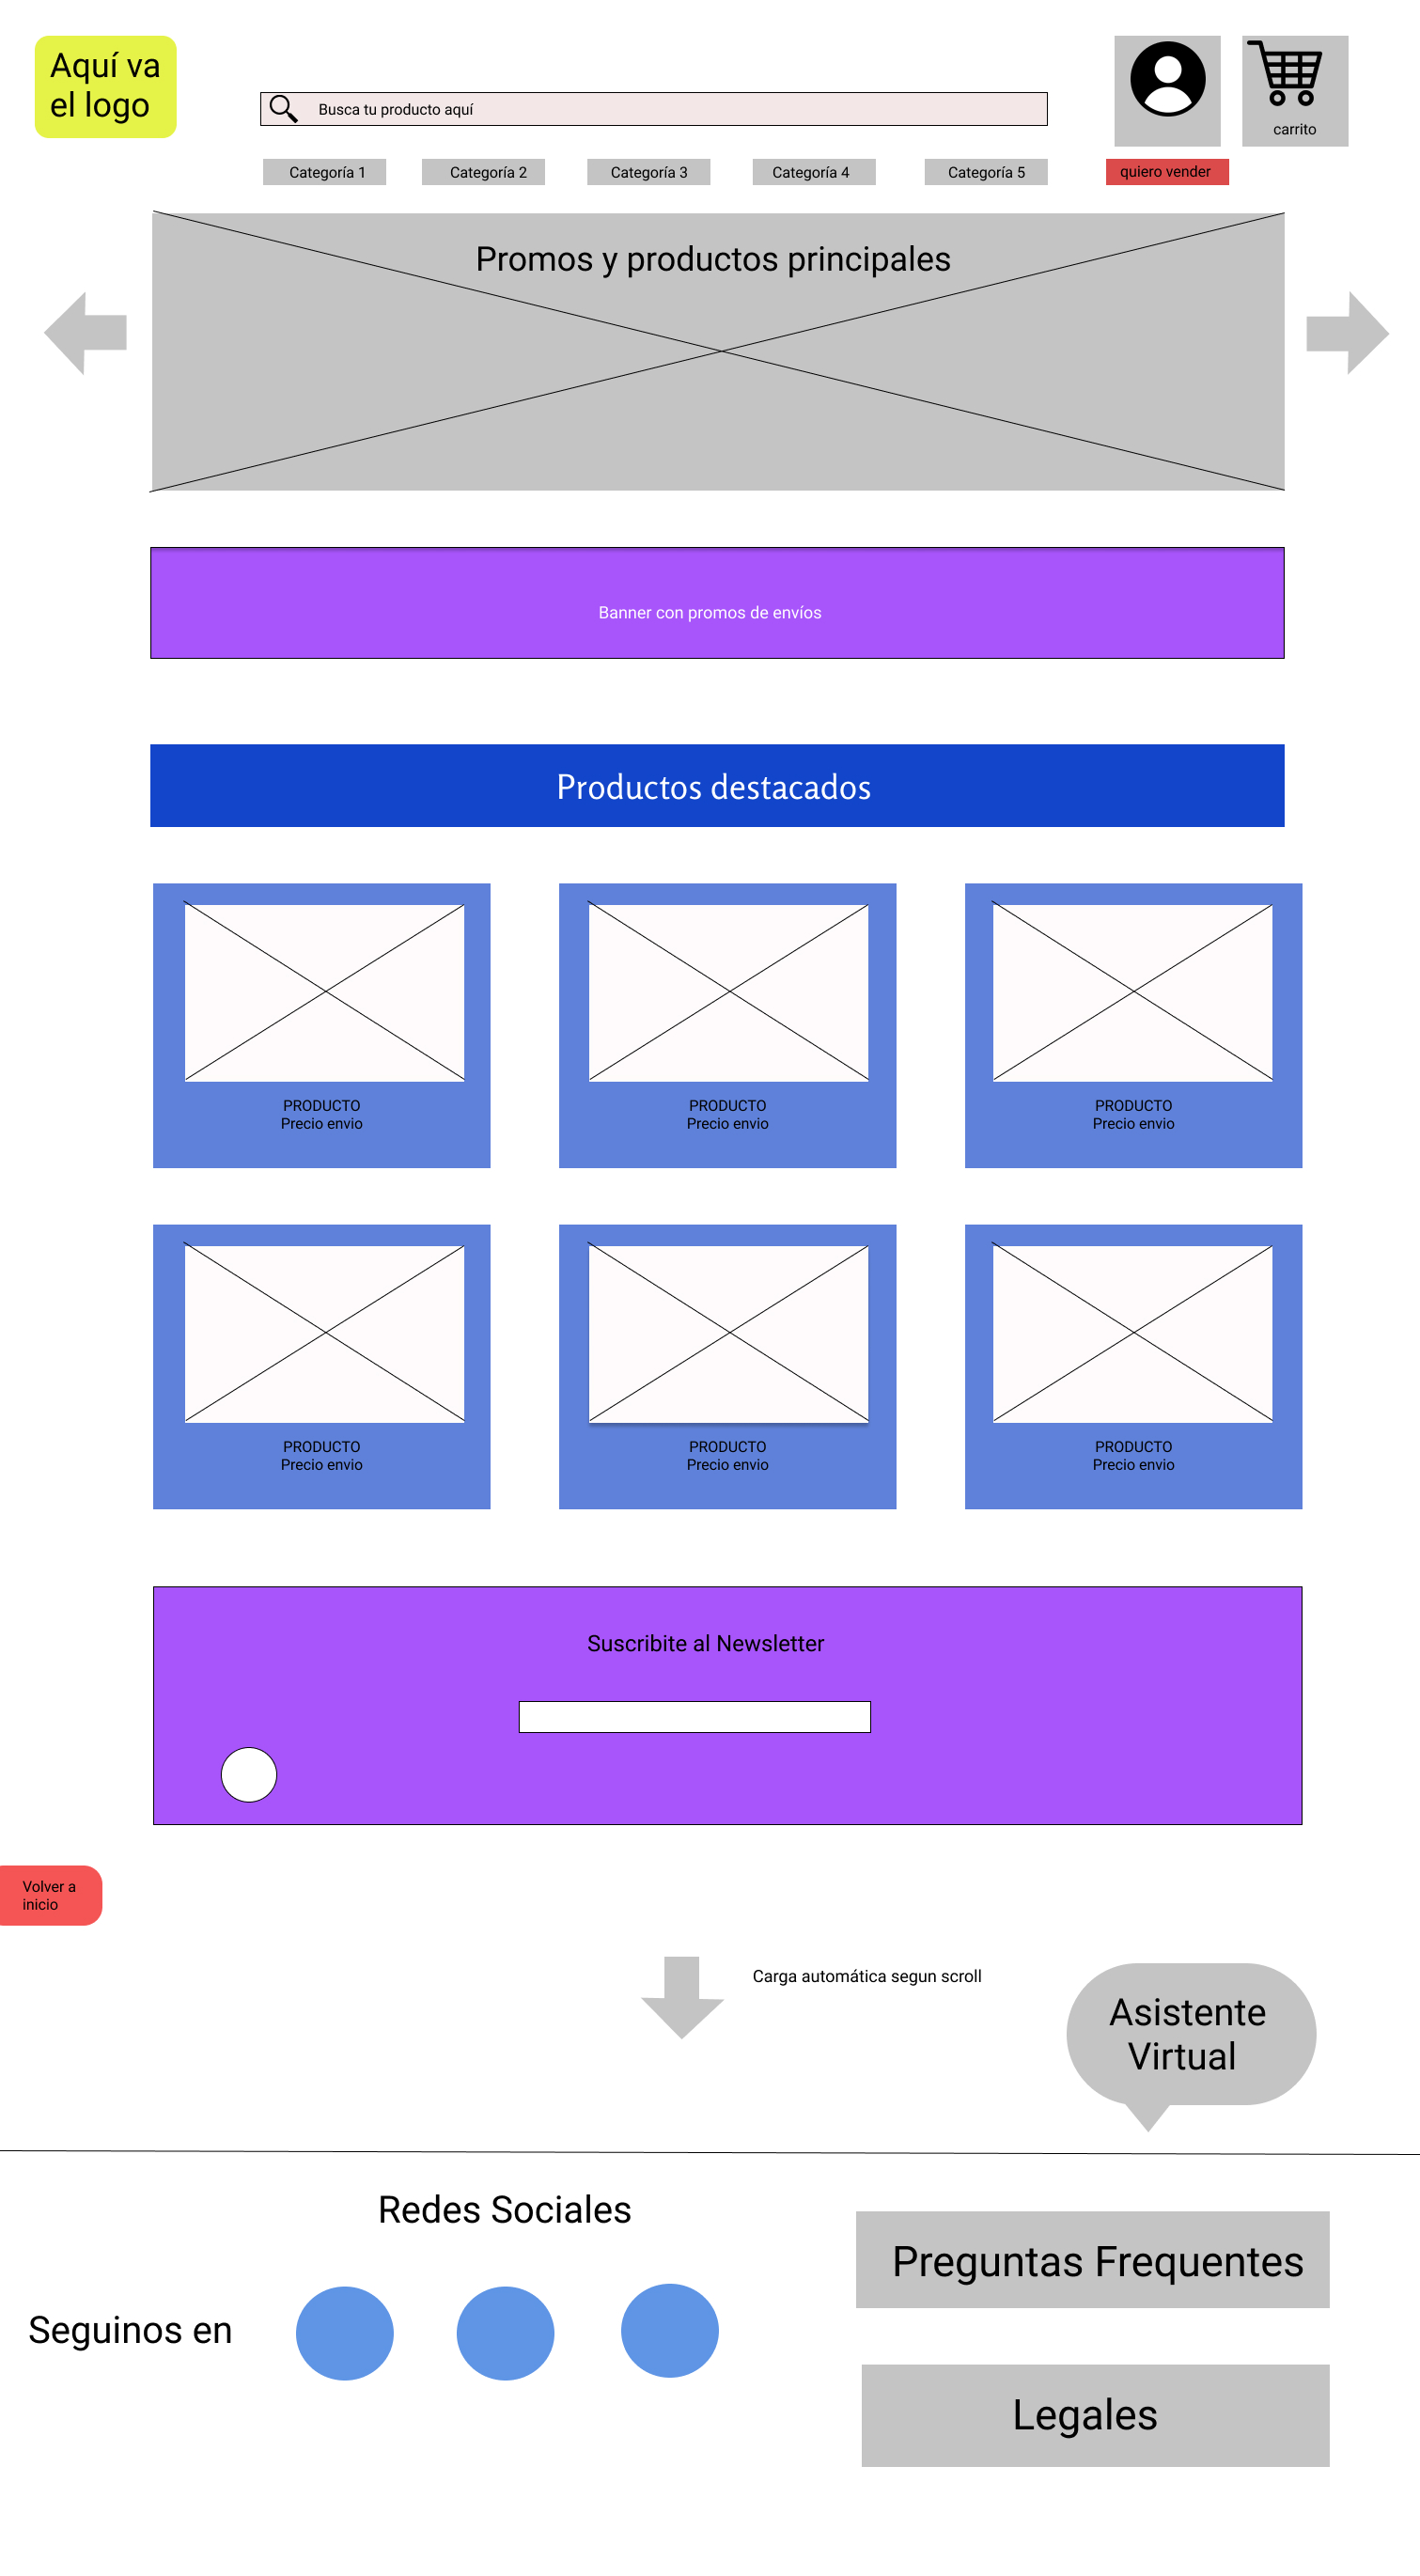 Aquí va
el logo
Busca tu producto aquí
carrito
Categoría 1
Categoría 2
Categoría 3
Categoría 4
Categoría 5
quiero vender
Promos y productos principales
Banner con promos de envíos
Productos destacados
PRODUCTO
Precio envio
PRODUCTO
Precio envio
PRODUCTO
Precio envio
PRODUCTO
Precio envio
PRODUCTO
Precio envio
PRODUCTO
Precio envio
Suscribite al Newsletter
Volver a
inicio
Carga automática segun scroll
Asistente
Virtual
Redes Sociales
Seguinos en
Preguntas Frequentes
Legales